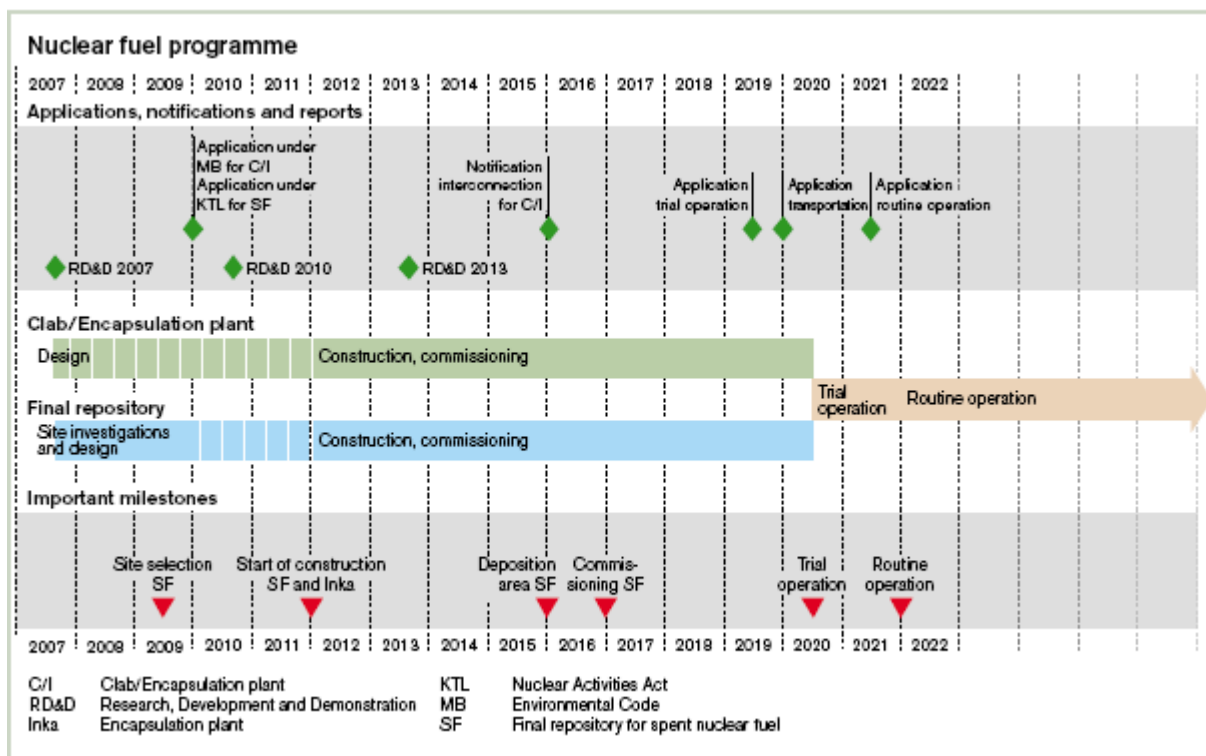 Nuclear fuel programme
2007 2008 2009 2010 2011 2012 2013 2014 2015 2016 2017 2018 2019 2020 2021 2022
Applications, notifications and reports
Application under
MB for C/I
Application under
KTL for SF
Notification
interconnection
for C/I
Application
trial operation
Application
transportation
Application
routine operation
RD&D 2007
RD&D 2010
RD&D 2013
Clab/Encapsulation plant
Design
Construction, commissioning
Trial
operation
Routine operation
Final repository
Site investigations
and design
Construction, commissioning
Important milestones
Site selection
SF
Start of construction
SF and Inka
Deposition
area SF
Commis-
sioning SF
Trial
operation
Routine
operation
2007 2008 2009 2010 2011 2012 2013 2014 2015 2016 2017 2018 2019 2020 2021 2022
C/I Clab/Encapsulation plant
RD&D Research, Development and Demonstration
Inka Encapsulation plant
KTL Nuclear Activities Act
MB Environmental Code
SF Final repository for spent nuclear fuel